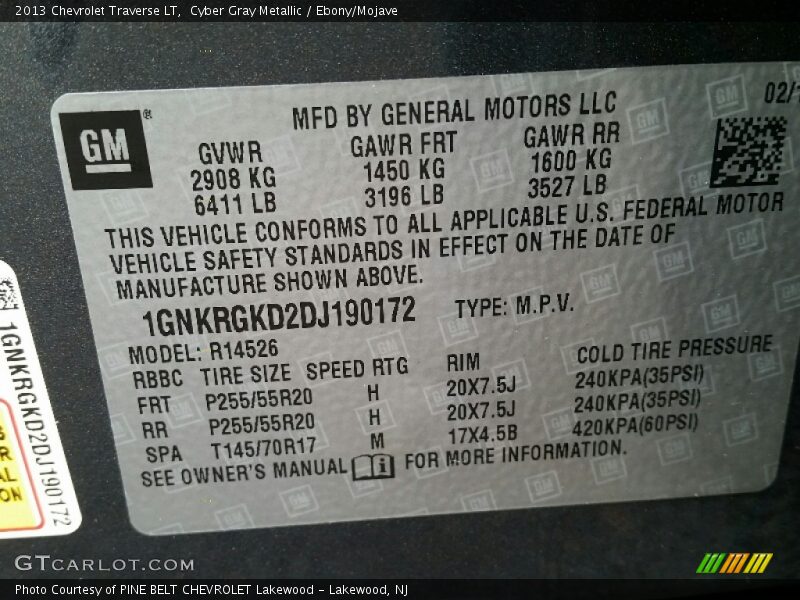 2013 Chevrolet Traverse LT, Cyber Gray Metallic / Ebony/Mojave
GM®
MFD BY GENERAL MOTORS LLC
02/1
GVWR GAWR FRT GAWR RR
2908 KG 1450 KG 1600 KG
6411 LB 3196 LB 3527 LB
THIS VEHICLE CONFORMS TO ALL APPLICABLE U.S. FEDERAL MOTOR
VEHICLE SAFETY STANDARDS IN EFFECT ON THE DATE OF
MANUFACTURE SHOWN ABOVE.
1GNKRGKD2DJ190172 TYPE: M.P.V.
MODEL: R14526
RBBC TIRE SIZE SPEED RTG RIM COLD TIRE PRESSURE
FRT P255/55R20 H 20X7.5J 240KPA(35PSI)
RR P255/55R20 H 20X7.5J 240KPA(35PSI)
SPA T145/70R17 M 17X4.5B 420KPA(60PSI)
SEE OWNER'S MANUAL FOR MORE INFORMATION.
1GNKRGKD2DJ190172
GTCARLOT.COM
Photo Courtesy of PINE BELT CHEVROLET Lakewood - Lakewood, NJ